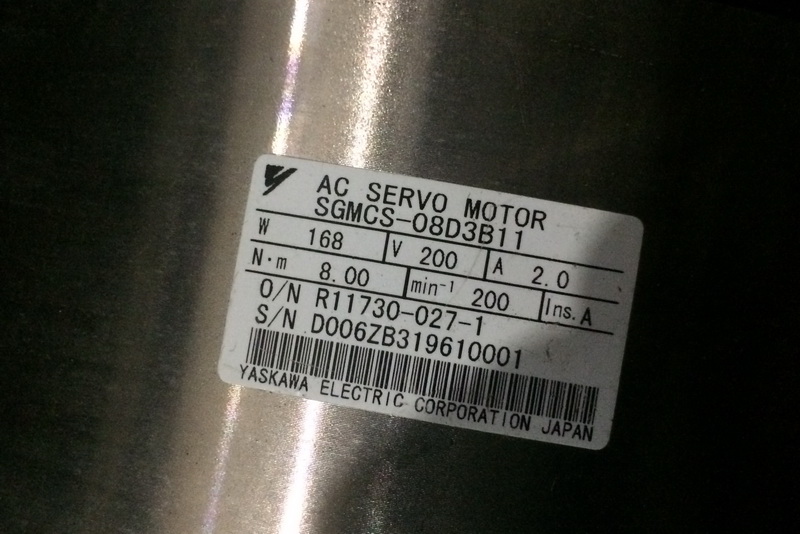 AC SERVO MOTOR
SGMCS-08D3B11
W 168 V 200 A 2.0
N·m 8.00 min⁻¹ 200 Ins. A
O/N R11730-027-1
S/N D006ZB319610001
YASKAWA ELECTRIC CORPORATION JAPAN